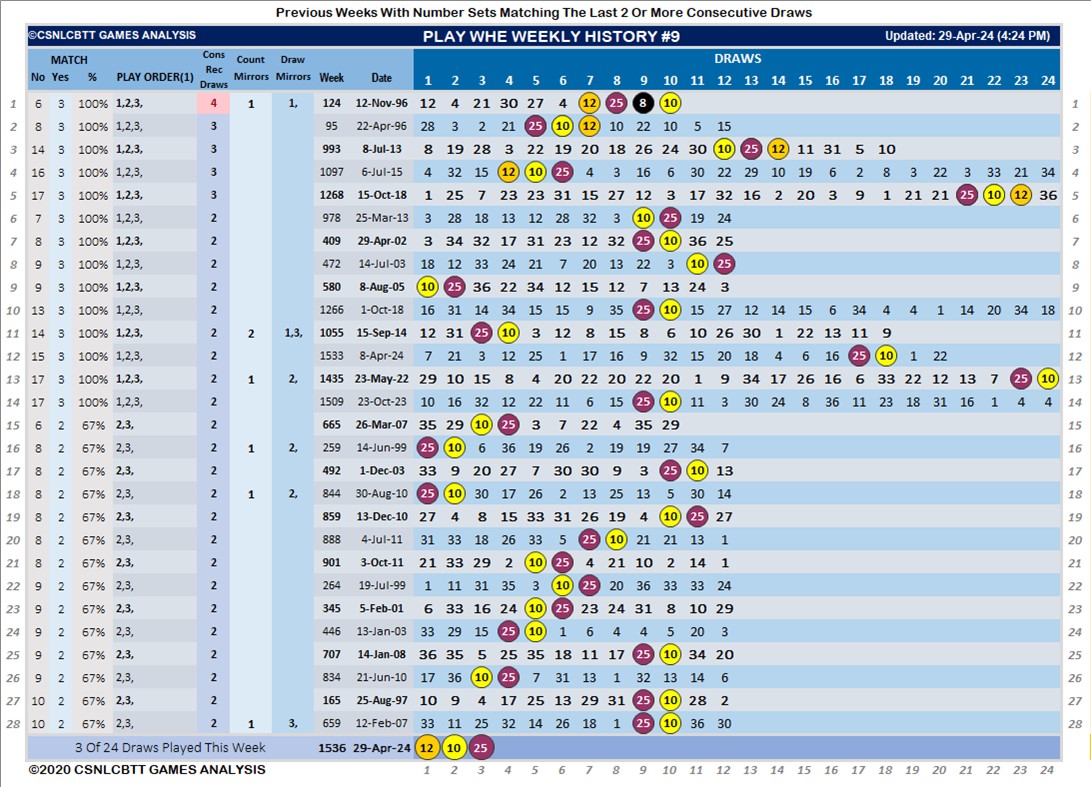 Previous Weeks With Number Sets Matching The Last 2 Or More Consecutive Draws
©CSNLCBTT GAMES ANALYSIS PLAY WHE WEEKLY HISTORY #9 Updated: 29-Apr-24 (4:24 PM)
MATCH Cons Rec Draws Count Mirrors Draw Mirrors DRAWS
No Yes % PLAY ORDER(1) Week Date 1 2 3 4 5 6 7 8 9 10 11 12 13 14 15 16 17 18 19 20 21 22 23 24
1 6 3 100% 1,2,3, 4 1 1, 124 12-Nov-96 12 4 21 30 27 4 12 25 8 10 1
2 8 3 100% 1,2,3, 3 95 22-Apr-96 28 3 2 21 25 10 12 10 22 10 5 15 2
3 14 3 100% 1,2,3, 3 993 8-Jul-13 8 19 28 3 22 19 20 18 26 24 30 10 25 12 16 11 31 5 10 3
4 16 3 100% 1,2,3, 3 1097 6-Jul-15 4 32 15 12 10 25 4 3 16 6 30 22 29 10 19 6 2 8 3 22 3 33 21 34 4
5 17 3 100% 1,2,3, 3 1268 15-Oct-18 1 25 7 23 23 31 15 27 12 3 17 32 16 2 20 3 9 1 21 21 25 10 12 36 5
6 7 3 100% 1,2,3, 2 978 25-Mar-13 3 28 18 13 12 28 32 3 10 25 19 24 6
7 8 3 100% 1,2,3, 2 409 29-Apr-02 3 34 32 17 31 23 12 32 25 10 36 25 7
8 9 3 100% 1,2,3, 2 472 14-Jul-03 18 12 33 24 21 7 20 13 22 3 10 25 8
9 9 3 100% 1,2,3, 2 580 8-Aug-05 10 25 36 22 34 12 15 12 7 13 24 3 9
10 13 3 100% 1,2,3, 2 1266 1-Oct-18 16 31 14 34 15 15 9 35 25 10 15 27 12 14 15 6 34 4 4 1 14 20 34 18 10
11 14 3 100% 1,2,3, 2 2 1,3, 1055 15-Sep-14 12 31 25 10 3 12 8 15 8 6 10 26 30 1 22 13 11 9 11
12 15 3 100% 1,2,3, 2 1533 8-Apr-24 7 21 3 12 25 1 17 16 9 32 15 20 18 4 6 16 25 18 1 22 12
13 17 3 100% 1,2,3, 2 1 2, 1435 23-May-22 29 10 15 8 4 20 22 20 22 20 1 9 34 17 26 16 6 33 22 12 13 7 23 10 13
14 17 3 100% 1,2,3, 2 1509 23-Oct-23 10 16 32 12 22 11 6 15 25 10 11 3 30 24 8 36 11 23 18 31 16 1 4 4 14
15 6 2 67% 2,3, 2 665 26-Mar-07 35 29 10 25 3 7 22 4 35 29 15
16 8 2 67% 2,3, 2 1 2, 259 14-Jun-99 25 10 6 36 19 26 2 19 19 27 34 7 16
17 8 2 67% 2,3, 2 492 1-Dec-03 33 9 20 27 7 30 30 9 3 25 10 13 17
18 8 2 67% 2,3, 2 1 2, 844 30-Aug-10 25 10 30 17 26 2 13 25 13 5 30 14 18
19 8 2 67% 2,3, 2 859 13-Dec-10 27 4 8 15 33 31 26 19 4 10 25 27 19
20 8 2 67% 2,3, 2 888 4-Jul-11 31 33 18 26 33 5 25 10 21 21 13 1 20
21 8 2 67% 2,3, 2 901 3-Oct-11 21 33 29 2 10 25 4 21 10 2 14 1 21
22 9 2 67% 2,3, 2 264 19-Jul-99 1 11 31 35 3 10 25 20 36 33 33 24 22
23 9 2 67% 2,3, 2 345 5-Feb-01 6 33 16 24 10 25 23 24 31 8 10 29 23
24 9 2 67% 2,3, 2 446 13-Jan-03 33 29 15 25 10 1 6 4 4 5 20 3 24
25 9 2 67% 2,3, 2 707 14-Jan-08 36 35 5 25 35 18 11 17 25 10 34 20 25
26 9 2 67% 2,3, 2 834 21-Jun-10 17 36 10 25 7 31 13 1 32 13 14 6 26
27 10 2 67% 2,3, 2 165 25-Aug-97 10 9 4 17 25 13 29 31 25 10 28 2 27
28 10 2 67% 2,3, 2 1 3, 659 12-Feb-07 33 11 25 32 14 26 18 1 25 10 36 30 28
3 Of 24 Draws Played This Week 1536 29-Apr-24 12 10 25
©2020 CSNLCBTT GAMES ANALYSIS 1 2 3 4 5 6 7 8 9 10 11 12 13 14 15 16 17 18 19 20 21 22 23 24